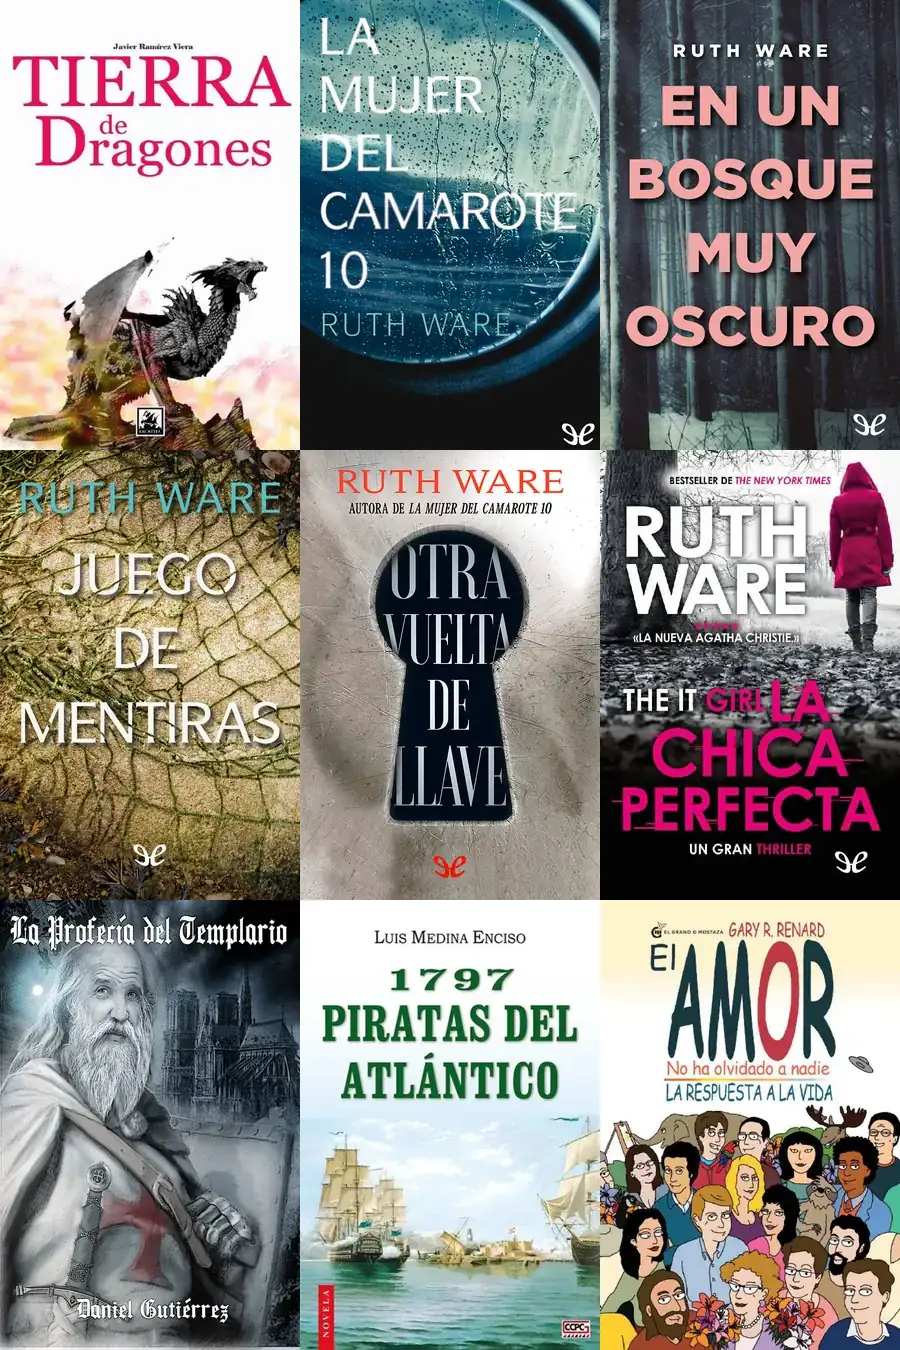 Javier Ramírez Viera
TIERRA
de
Dragones
LA
MUJER
DEL
CAMAROTE
10
RUTH WARE
RUTH WARE
EN UN
BOSQUE
MUY
OSCURO
RUTH WARE
JUEGO
DE
MENTIRAS
RUTH WARE
AUTORA DE LA MUJER DEL CAMAROTE 10
OTRA
VUELTA
DE
LLAVE
BESTSELLER DE THE NEW YORK TIMES
RUTH
WARE
«LA NUEVA AGATHA CHRISTIE.»
THE IT GIRL LA
CHICA
PERFECTA
UN GRAN THRILLER
La Profecía del Templario
Daniel Gutiérrez
LUIS MEDINA ENCISO
1797
PIRATAS DEL
ATLÁNTICO
NOVELA
CCPC
EL GRANO D MOSTAZA
GARY R. RENARD
El
AMOR
No ha olvidado a nadie
LA RESPUESTA A LA VIDA